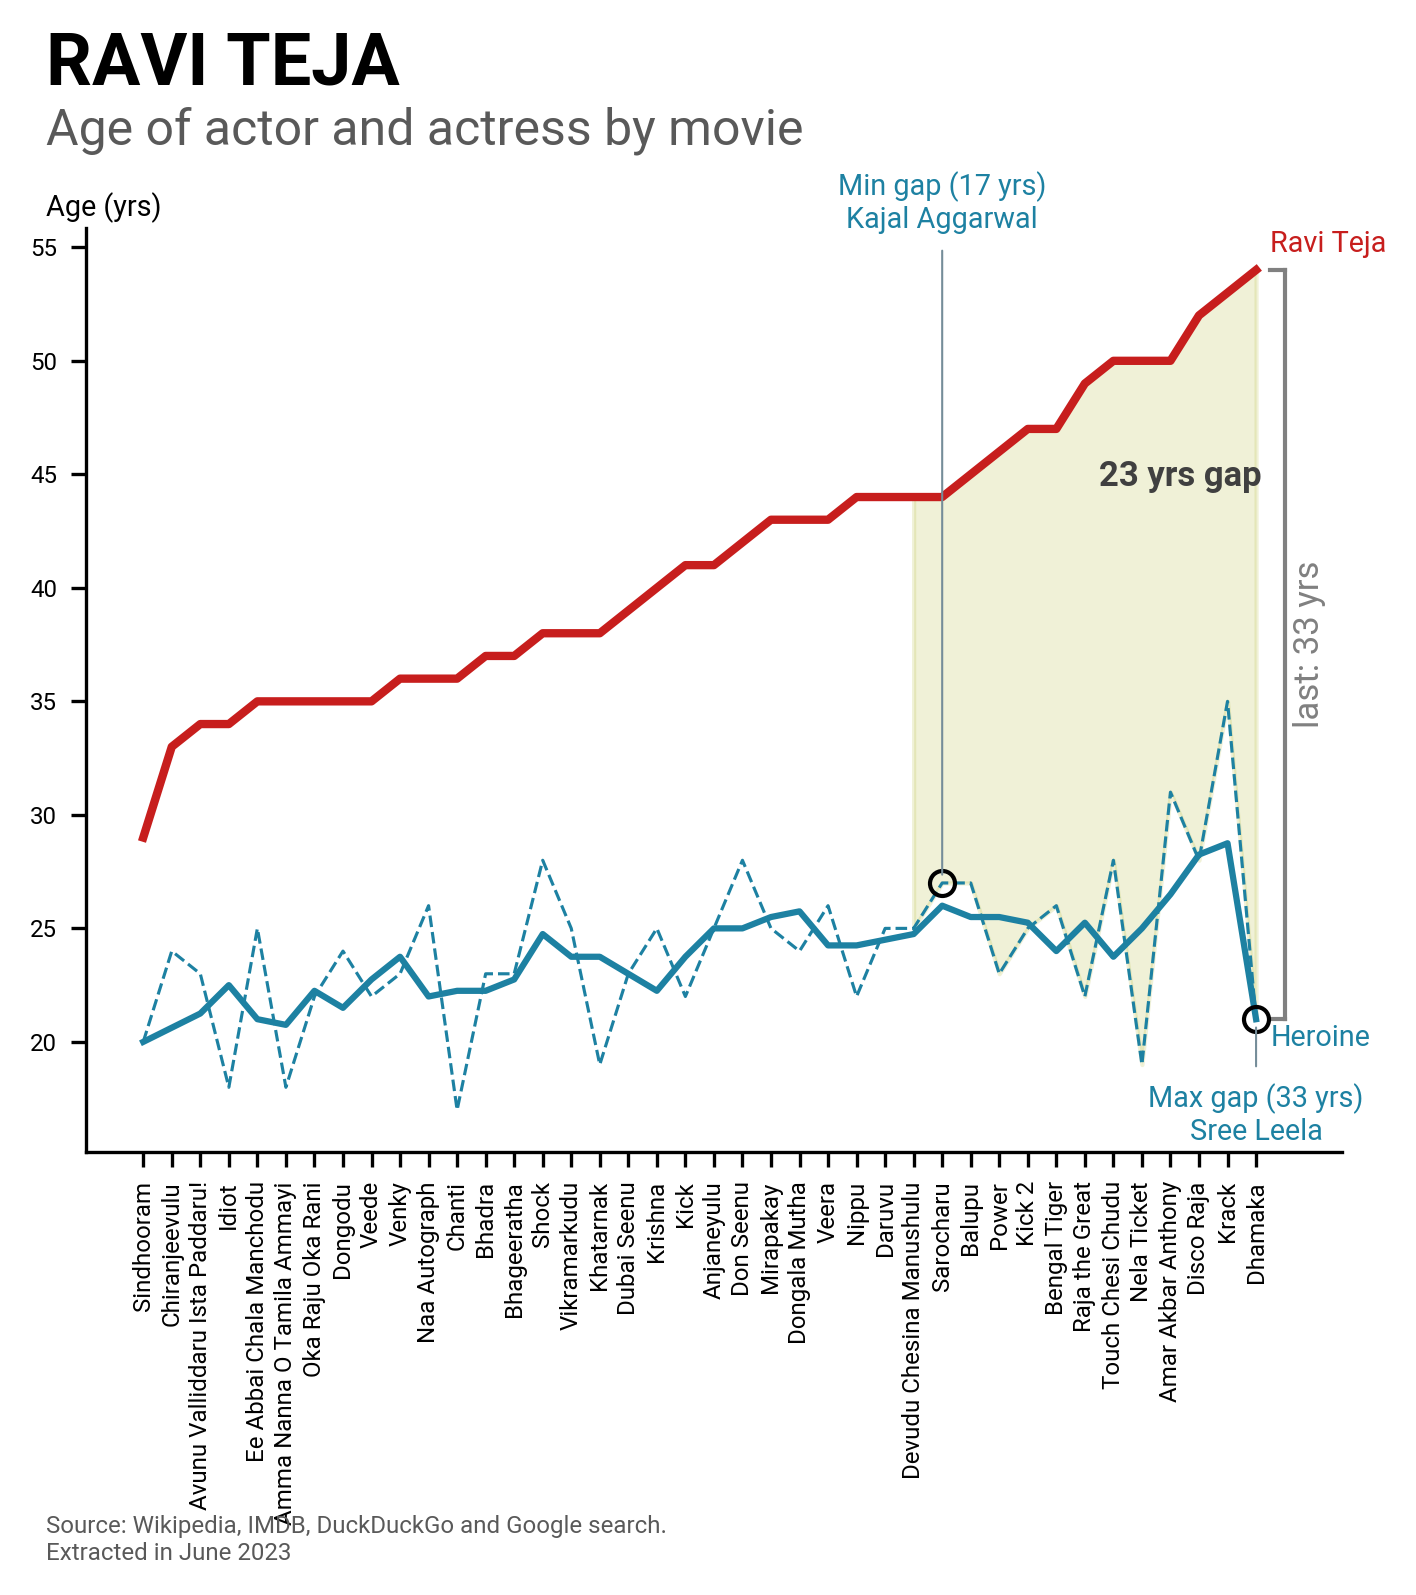 RAVI TEJA
Age of actor and actress by movie
Min gap (17 yrs)
Kajal Aggarwal
Age (yrs)
55
50
45
40
35
30
25
20
Ravi Teja
23 yrs gap
last: 33 yrs
Heroine
Max gap (33 yrs)
Sree Leela
Sindhooram
Chiranjeevulu
Avunu Valliddaru Ista Paddaru!
Idiot
Ee Abbai Chala Manchodu
Amma Nanna O Tamila Ammayi
Oka Raju Oka Rani
Dongodu
Veede
Venky
Naa Autograph
Chanti
Bhadra
Bhageeratha
Shock
Vikramarkudu
Khatarnak
Dubai Seenu
Krishna
Kick
Anjaneyulu
Don Seenu
Mirapakay
Dongala Mutha
Veera
Nippu
Daruvu
Devudu Chesina Manushulu
Sarocharu
Balupu
Power
Kick 2
Bengal Tiger
Raja the Great
Touch Chesi Chudu
Nela Ticket
Amar Akbar Anthony
Disco Raja
Krack
Dhamaka
Source: Wikipedia, IMDB, DuckDuckGo and Google search.
Extracted in June 2023